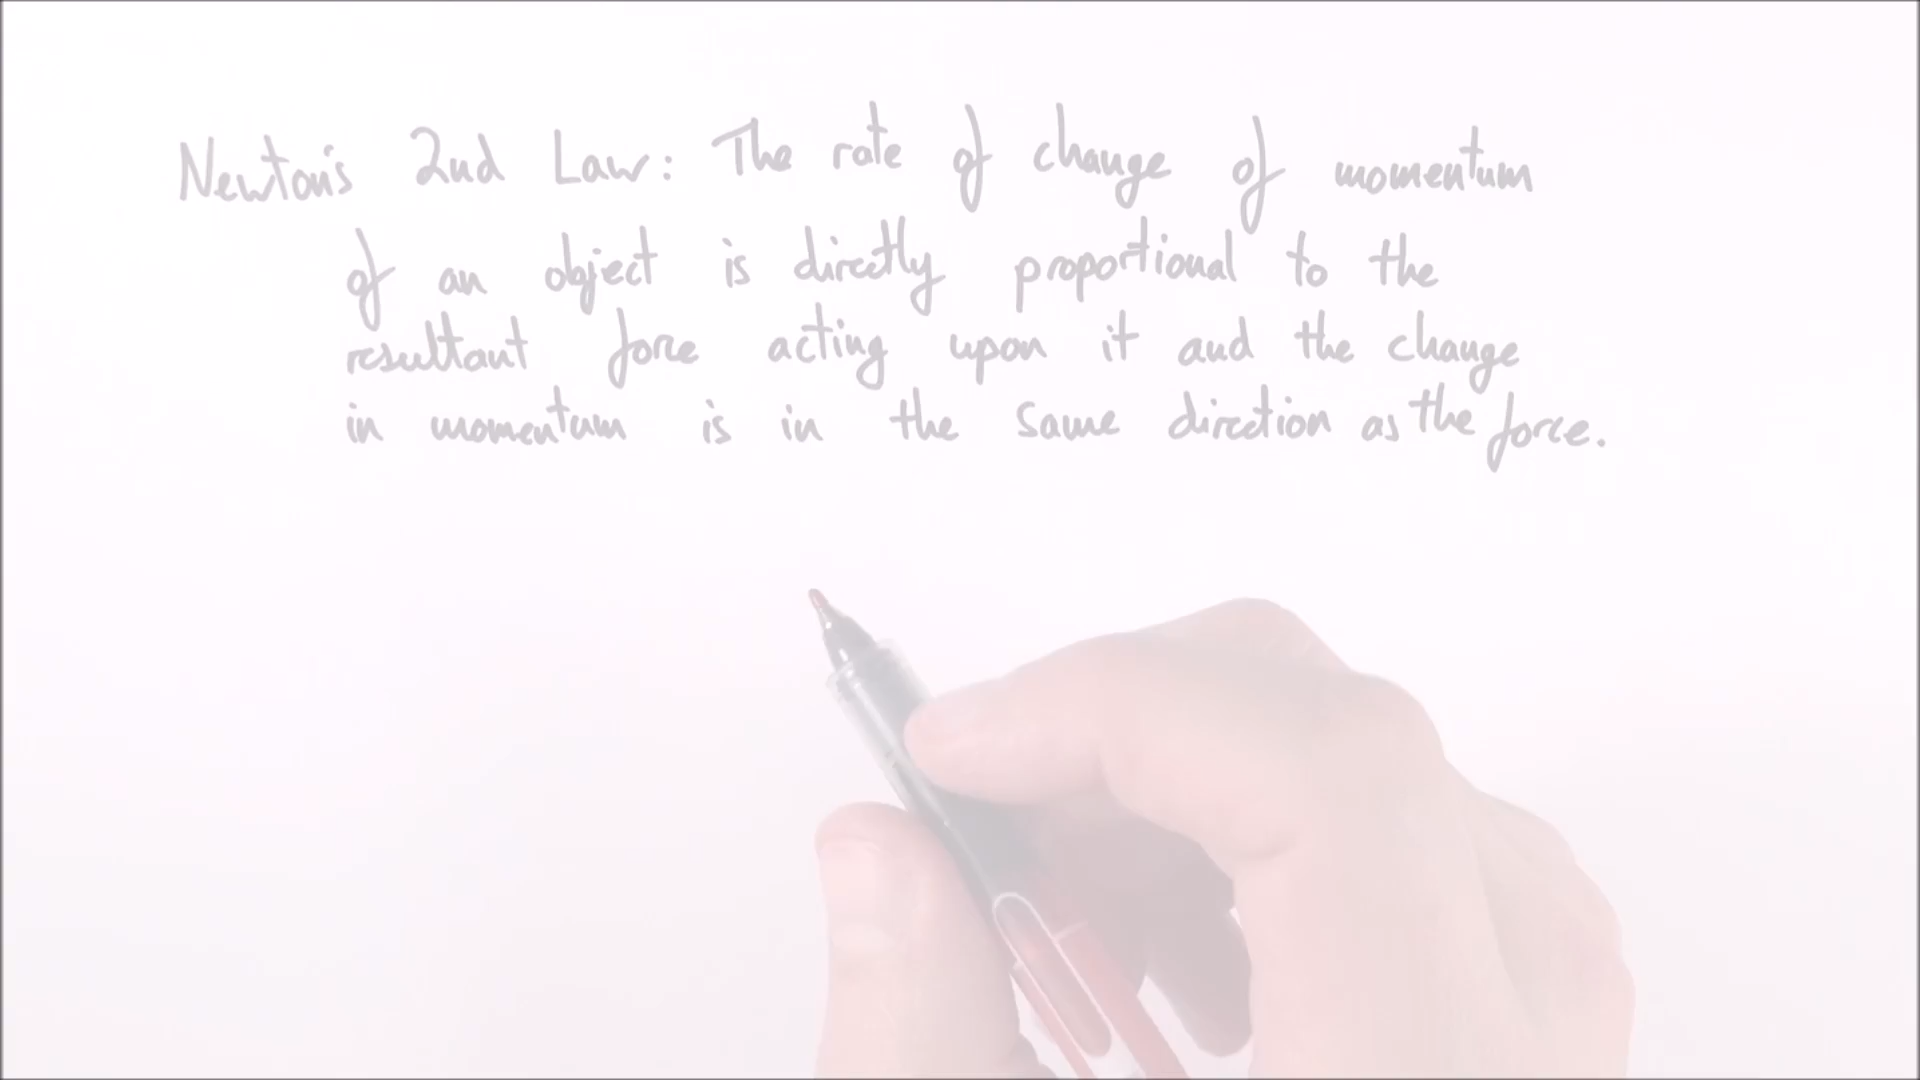 Newton's 2nd Law: The rate of change of momentum
of an object is directly proportional to the
resultant force acting upon it and the change
in momentum is in the same direction as the force.